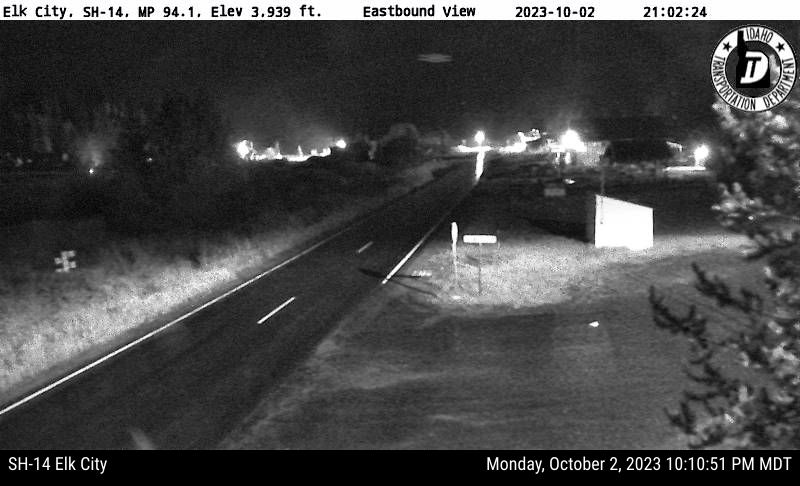 Elk City, SH-14, MP 94.1, Elev 3,939 ft. Eastbound View 2023-10-02 21:02:24
IDAHO
TRANSPORTATION DEPARTMENT
SH-14 Elk City Monday, October 2, 2023 10:10:51 PM MDT